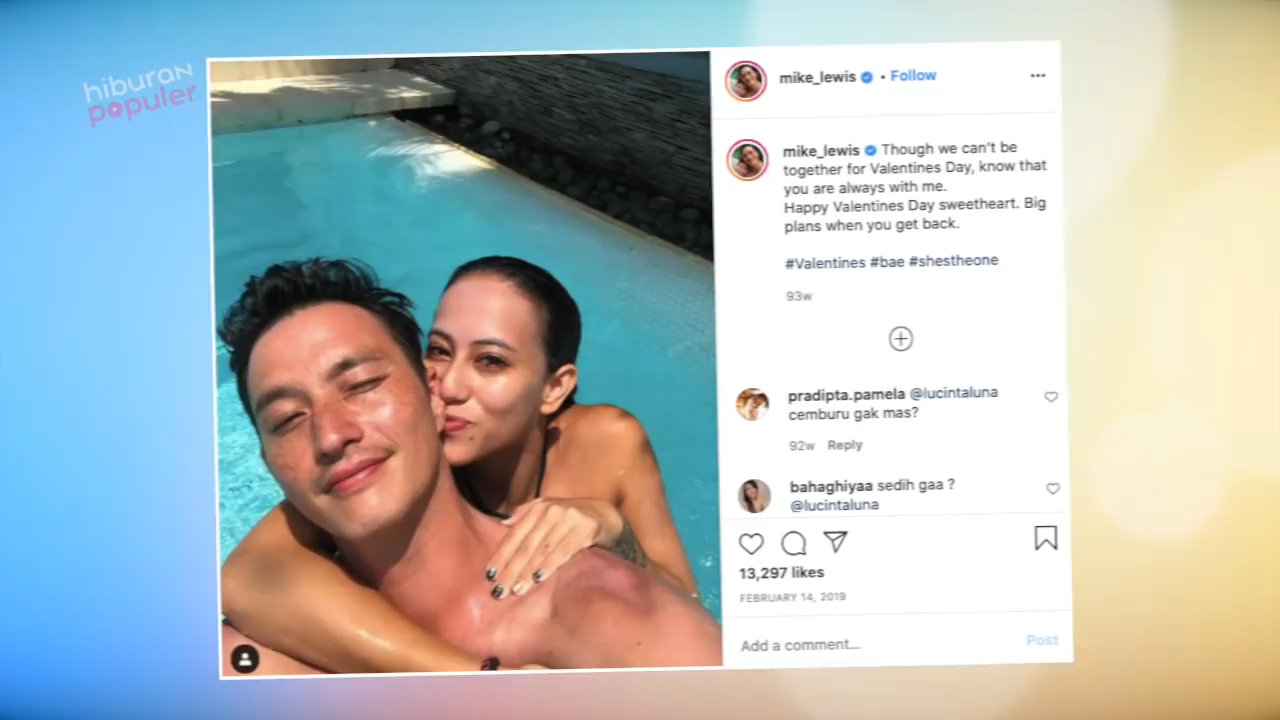 hiburan
populer
mike_lewis • Follow
mike_lewis Though we can't be
together for Valentines Day, know that
you are always with me.
Happy Valentines Day sweetheart. Big
plans when you get back.
#Valentines #bae #shestheone
93w
pradipta.pamela @lucintaluna
cemburu gak mas?
92w Reply
bahaghiyaa sedih gaa ?
@lucintaluna
13,297 likes
FEBRUARY 14, 2019
Add a comment... Post